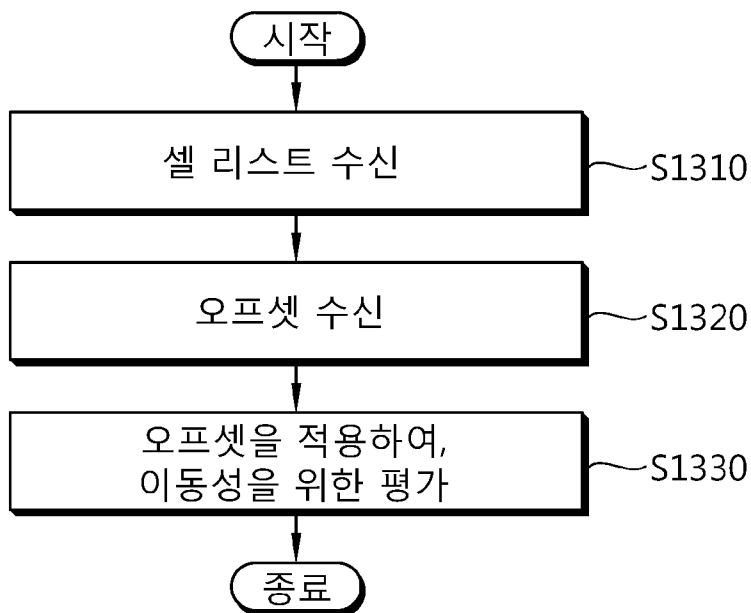 시작
셀 리스트 수신
S1310
오프셋 수신
S1320
오프셋을 적용하여,
이동성을 위한 평가
S1330
종료